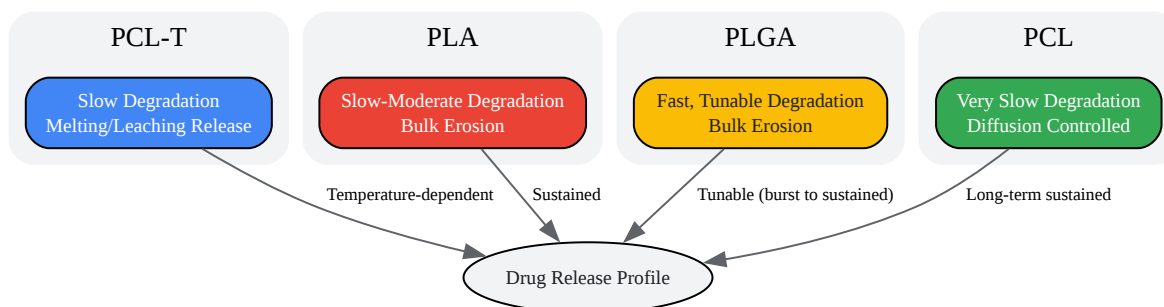 PCL-T
PLA
PLGA
PCL
Slow Degradation
Melting/Leaching Release
Slow-Moderate Degradation
Bulk Erosion
Fast, Tunable Degradation
Bulk Erosion
Very Slow Degradation
Diffusion Controlled
Temperature-dependent
Sustained
Tunable (burst to sustained)
Long-term sustained
Drug Release Profile